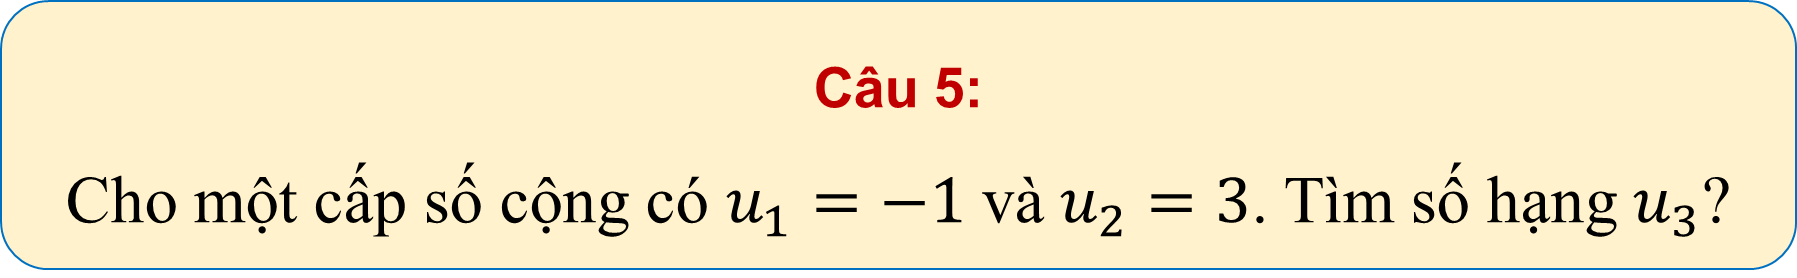 Câu 5:
Cho một cấp số cộng có u₁ = −1 và u₂ = 3. Tìm số hạng u₃?